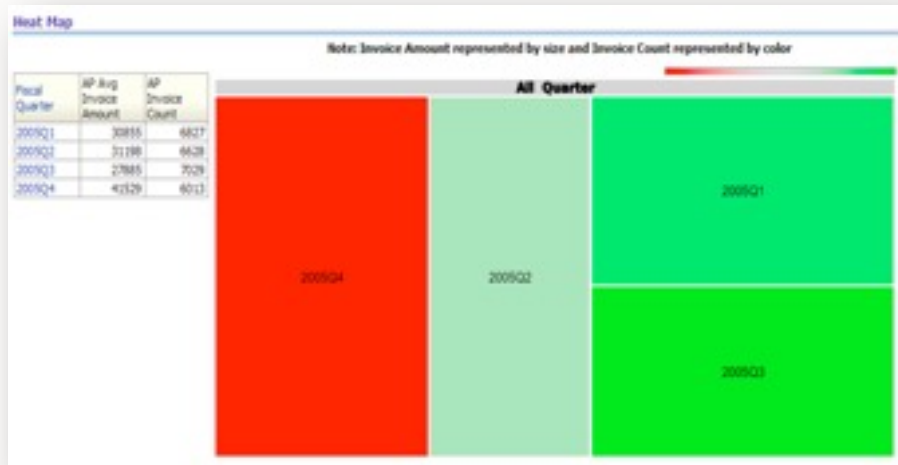 Heat Map
Note: Invoice Amount represented by size and Invoice Count represented by color
Fiscal Quarter AP Avg Invoice Amount AP Invoice Count
2005Q1 30855 6827
2005Q2 31198 6628
2005Q3 27885 7029
2005Q4 41529 6013
All Quarter
2005Q4
2005Q2
2005Q1
2005Q3